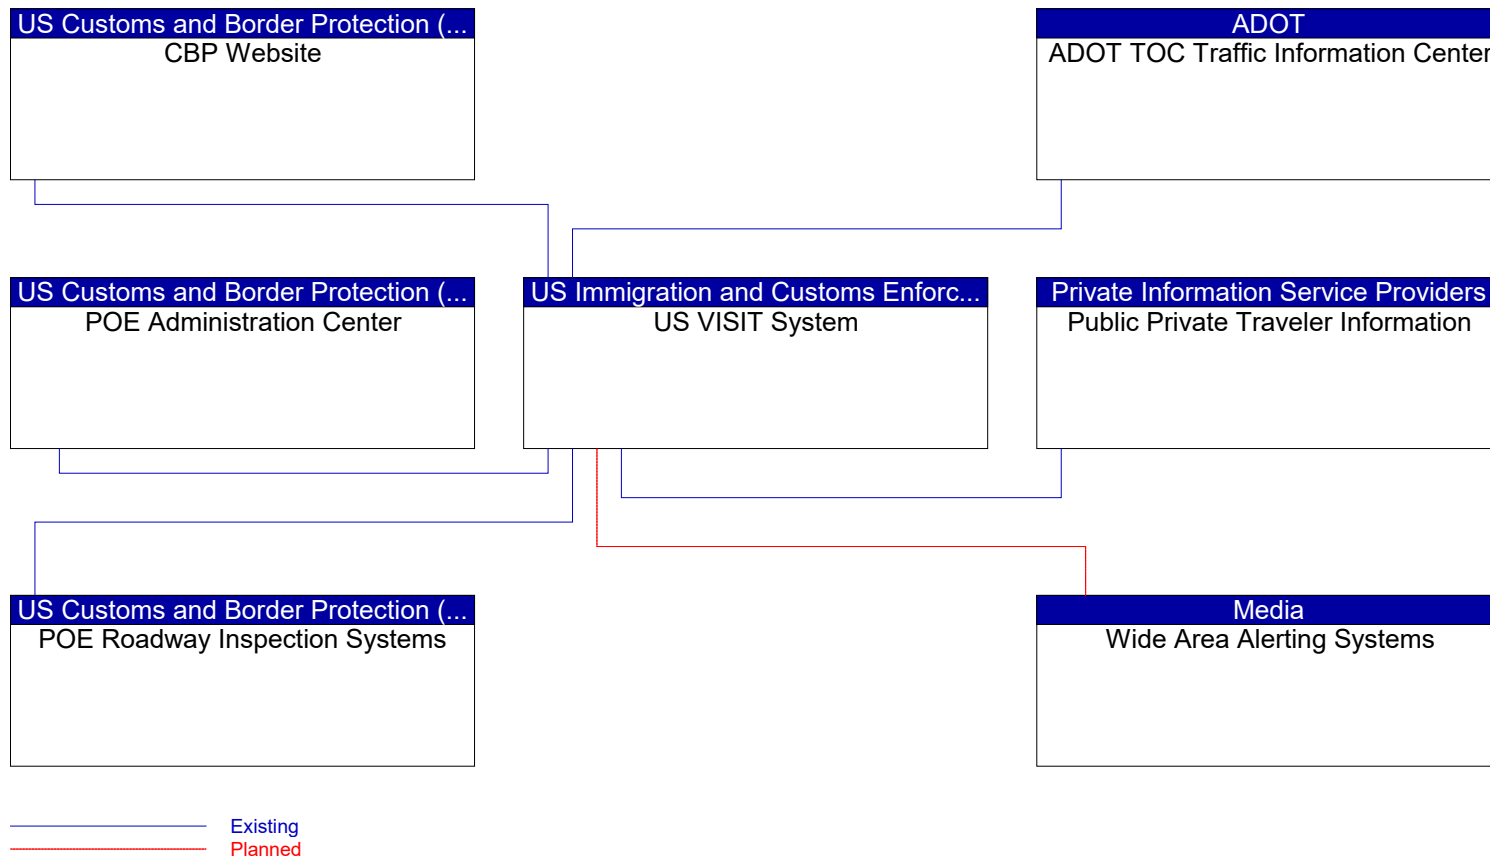 US Customs and Border Protection (...
CBP Website
ADOT
ADOT TOC Traffic Information Center
US Customs and Border Protection (...
POE Administration Center
US Immigration and Customs Enforc...
US VISIT System
Private Information Service Providers
Public Private Traveler Information
US Customs and Border Protection (...
POE Roadway Inspection Systems
Media
Wide Area Alerting Systems
Existing
Planned